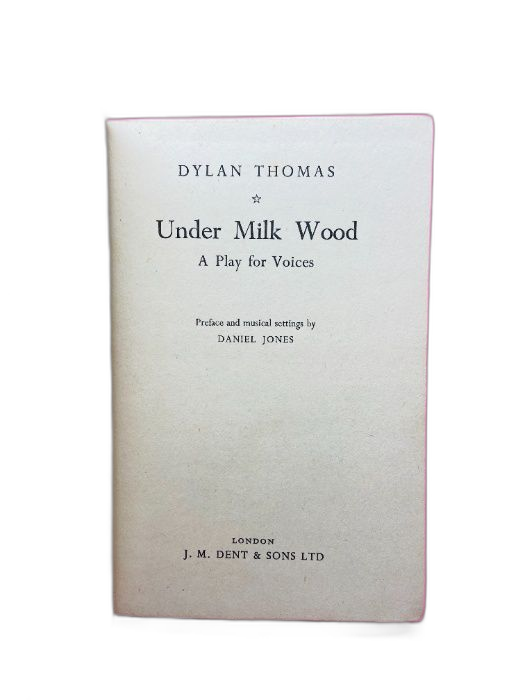 DYLAN THOMAS
☆
Under Milk Wood
A Play for Voices
Preface and musical settings by
DANIEL JONES
LONDON
J. M. DENT & SONS LTD